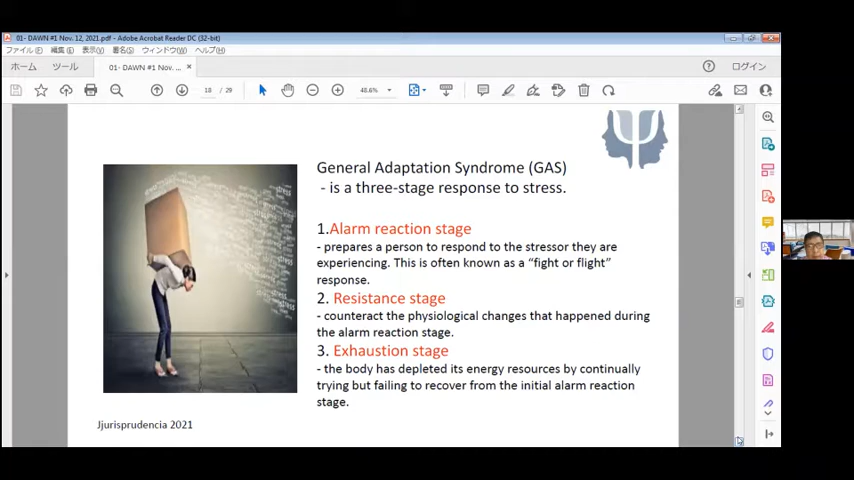 01- DAWN #1 Nov. 12, 2021.pdf - Adobe Acrobat Reader DC (32-bit)
ファイル(F) 編集(E) 表示(V) 署名(S) ウィンドウ(W) ヘルプ(H)
ホーム ツール 01- DAWN #1 Nov. ... × ログイン
18 / 29 48.6%
General Adaptation Syndrome (GAS)
- is a three-stage response to stress.
1.Alarm reaction stage
- prepares a person to respond to the stressor they are
experiencing. This is often known as a “fight or flight”
response.
2. Resistance stage
- counteract the physiological changes that happened during
the alarm reaction stage.
3. Exhaustion stage
- the body has depleted its energy resources by continually
trying but failing to recover from the initial alarm reaction
stage.
Jjurisprudencia 2021